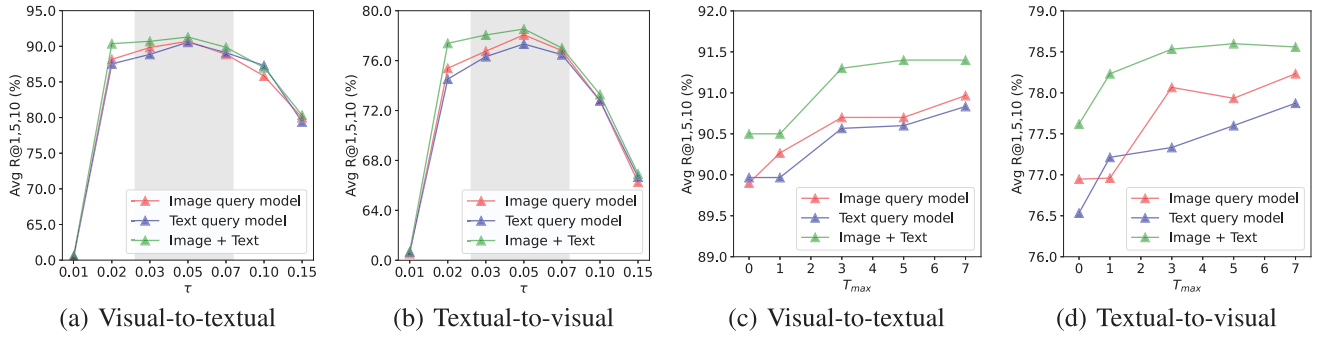 95.0
90.0
85.0
80.0
75.0
70.0
65.0
0.0
Avg R@1,5,10 (%)
0.01 0.02 0.03 0.05 0.07 0.10 0.15
τ
Image query model
Text query model
Image + Text
(a) Visual-to-textual
80.0
76.0
72.0
68.0
64.0
0.0
Avg R@1,5,10 (%)
0.01 0.02 0.03 0.05 0.07 0.10 0.15
τ
Image query model
Text query model
Image + Text
(b) Textual-to-visual
92.0
91.5
91.0
90.5
90.0
89.5
89.0
Avg R@1,5,10 (%)
0 1 2 3 4 5 6 7
T_max
Image query model
Text query model
Image + Text
(c) Visual-to-textual
79.0
78.5
78.0
77.5
77.0
76.5
76.0
Avg R@1,5,10 (%)
0 1 2 3 4 5 6 7
T_max
Image query model
Text query model
Image + Text
(d) Textual-to-visual